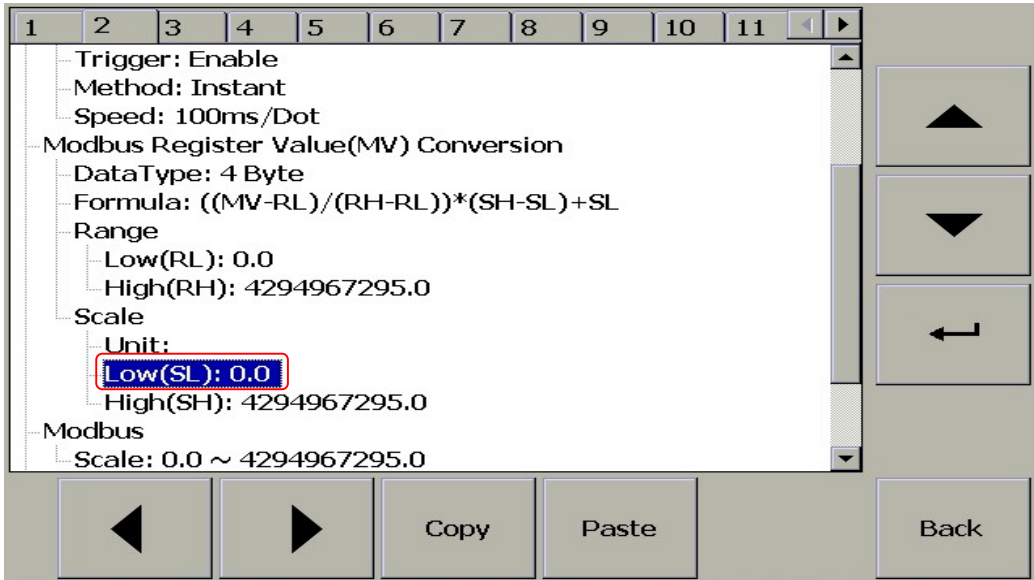 1 2 3 4 5 6 7 8 9 10 11
Trigger: Enable
Method: Instant
Speed: 100ms/Dot
Modbus Register Value(MV) Conversion
DataType: 4 Byte
Formula: ((MV-RL)/(RH-RL))*(SH-SL)+SL
Range
Low(RL): 0.0
High(RH): 4294967295.0
Scale
Unit:
Low(SL): 0.0
High(SH): 4294967295.0
Modbus
Scale: 0.0 ~ 4294967295.0
Copy Paste Back